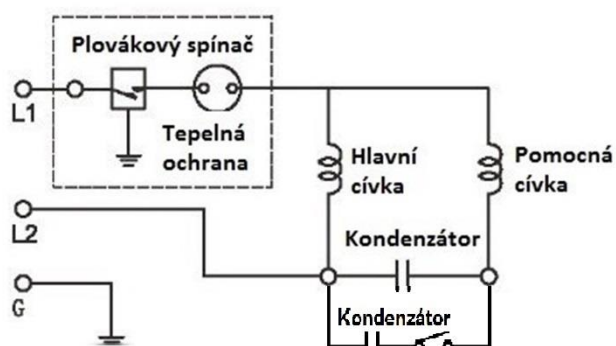 Plovákový spínač
L1
Tepelná
ochrana
Hlavní
cívka
Pomocná
cívka
L2
Kondenzátor
G
Kondenzátor